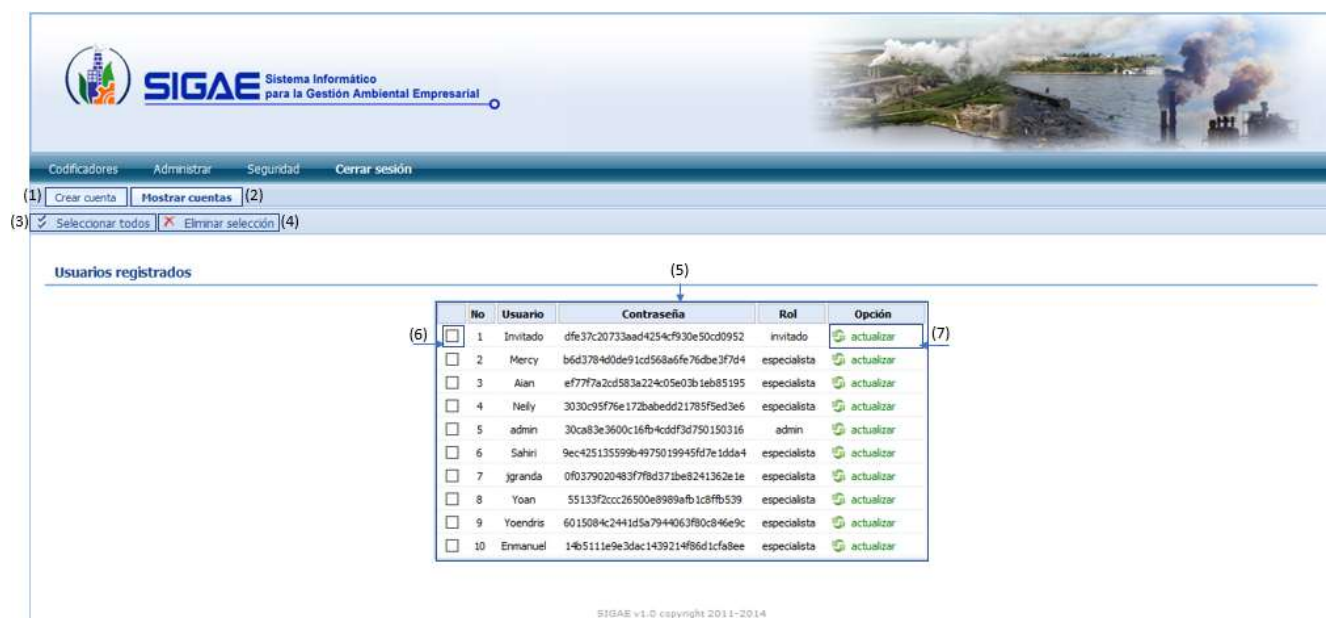 SIGAE Sistema Informático
para la Gestión Ambiental Empresarial
Codificadores Administrar Seguridad Cerrar sesión
(1) Crear cuenta Mostrar cuentas (2)
(3) Seleccionar todos Eliminar selección (4)
Usuarios registrados (5)
No Usuario Contraseña Rol Opción
(6) 1 Invitado dfe37c20733aad4254cf930e50cd0952 invitado actualizar (7)
2 Mercy b6d3784d0de91cd568a6fe76dbe3f7d4 especialista actualizar
3 Aian ef77f7a2cd583a224c05e03b1eb85195 especialista actualizar
4 Neily 3030c95f76e172babedd21785f5ed3e6 especialista actualizar
5 admin 30ca83e3600c16fb4cddf3d750150316 admin actualizar
6 Sahiri 9ec425135599b4975019945fd7e1dda4 especialista actualizar
7 jgranda 0f0379020483f7f8d371be8241362e1e especialista actualizar
8 Yoan 55133f2ccc26500e8989afb1c8ffb539 especialista actualizar
9 Yoendris 6015084c2441d5a7944063f80c846e9c especialista actualizar
10 Enmanuel 14b5111e9e3dac1439214f86d1cfa8ee especialista actualizar
SIGAE v1.0 copyright 2011-2014